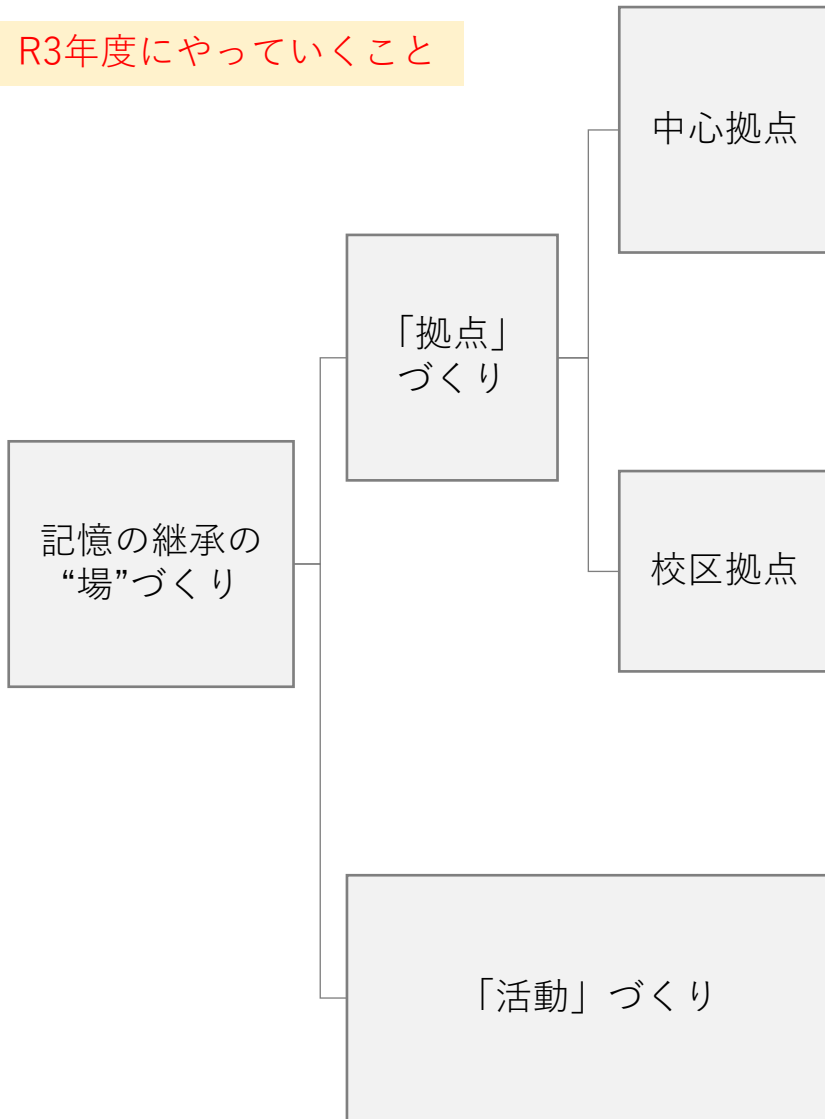 R3年度にやっていくこと
中心拠点
「拠点」
づくり
記憶の継承の
“場”づくり
校区拠点
「活動」づくり